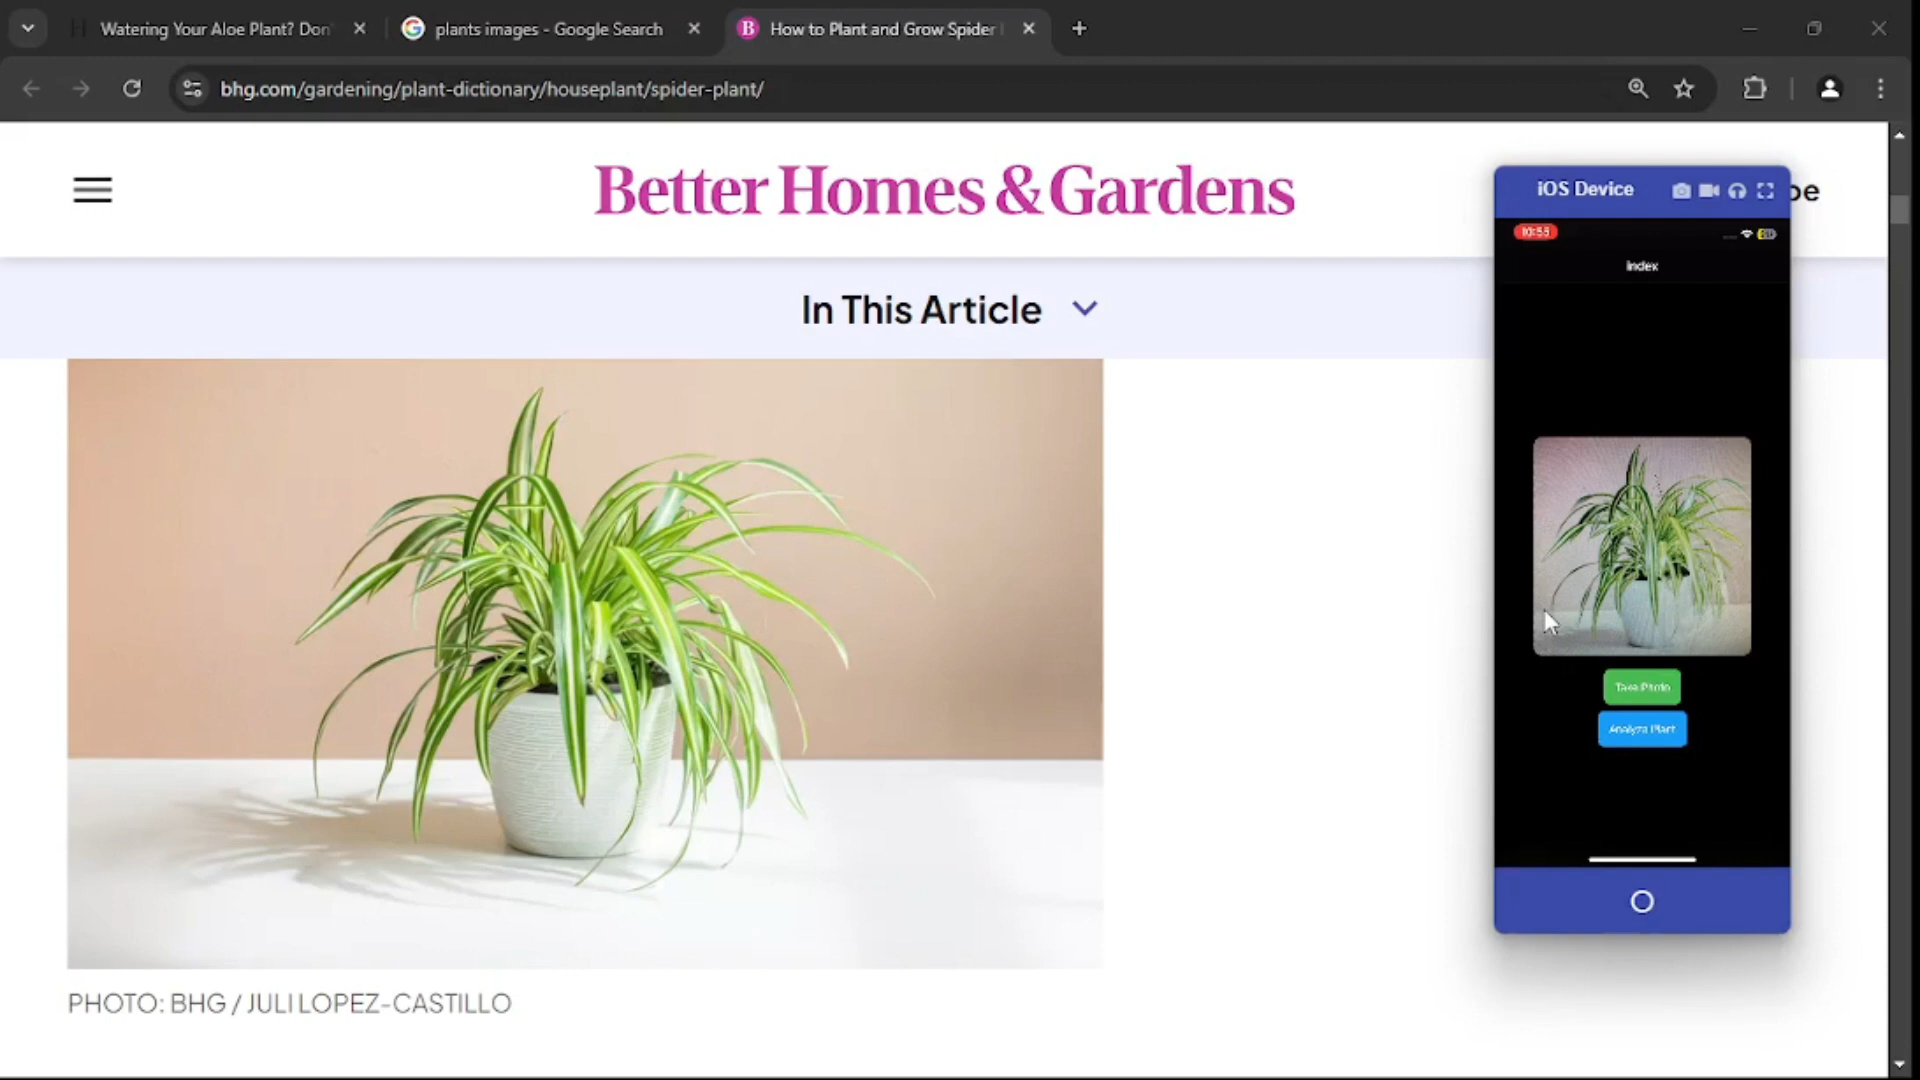 Watering Your Aloe Plant? Don'
plants images - Google Search
B
How to Plant and Grow Spider
bhg.com/gardening/plant-dictionary/houseplant/spider-plant/
Better Homes & Gardens
be
In This Article
iOS Device
10:55
Index
Take Photo
Analyze Plant
PHOTO: BHG / JULI LOPEZ-CASTILLO